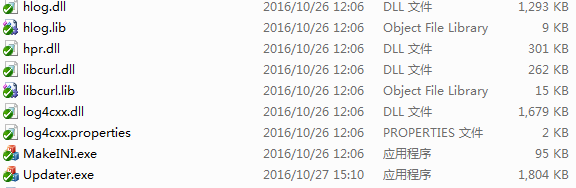 hlog.dll 2016/10/26 12:06 DLL 文件 1,293 KB
hlog.lib 2016/10/26 12:06 Object File Library 9 KB
hpr.dll 2016/10/26 12:06 DLL 文件 301 KB
libcurl.dll 2016/10/26 12:06 DLL 文件 262 KB
libcurl.lib 2016/10/26 12:06 Object File Library 15 KB
log4cxx.dll 2016/10/26 12:06 DLL 文件 1,679 KB
log4cxx.properties 2016/10/26 12:06 PROPERTIES 文件 2 KB
MakeINI.exe 2016/10/26 12:06 应用程序 95 KB
Updater.exe 2016/10/27 15:10 应用程序 1,804 KB